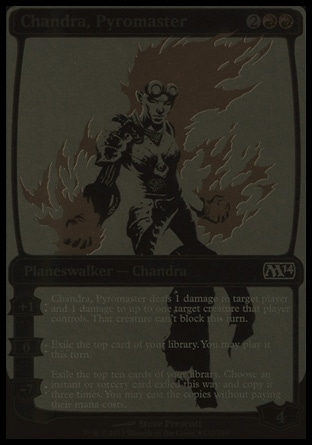 Chandra, Pyromaster 2
Planeswalker — Chandra M14
+1: Chandra, Pyromaster deals 1 damage to target player
and 1 damage to up to one target creature that player
controls. That creature can't block this turn.
0: Exile the top card of your library. You may play it
this turn.
-7: Exile the top ten cards of your library. Choose an
instant or sorcery card exiled this way and copy it
three times. You may cast the copies without paying
their mana costs.
4
Steve Prescott